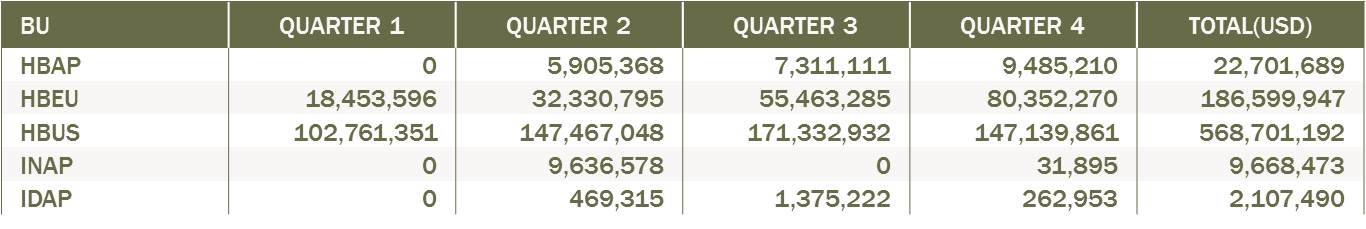 BU QUARTER 1 QUARTER 2 QUARTER 3 QUARTER 4 TOTAL(USD)
HBAP 0 5,905,368 7,311,111 9,485,210 22,701,689
HBEU 18,453,596 32,330,795 55,463,285 80,352,270 186,599,947
HBUS 102,761,351 147,467,048 171,332,932 147,139,861 568,701,192
INAP 0 9,636,578 0 31,895 9,668,473
IDAP 0 469,315 1,375,222 262,953 2,107,490